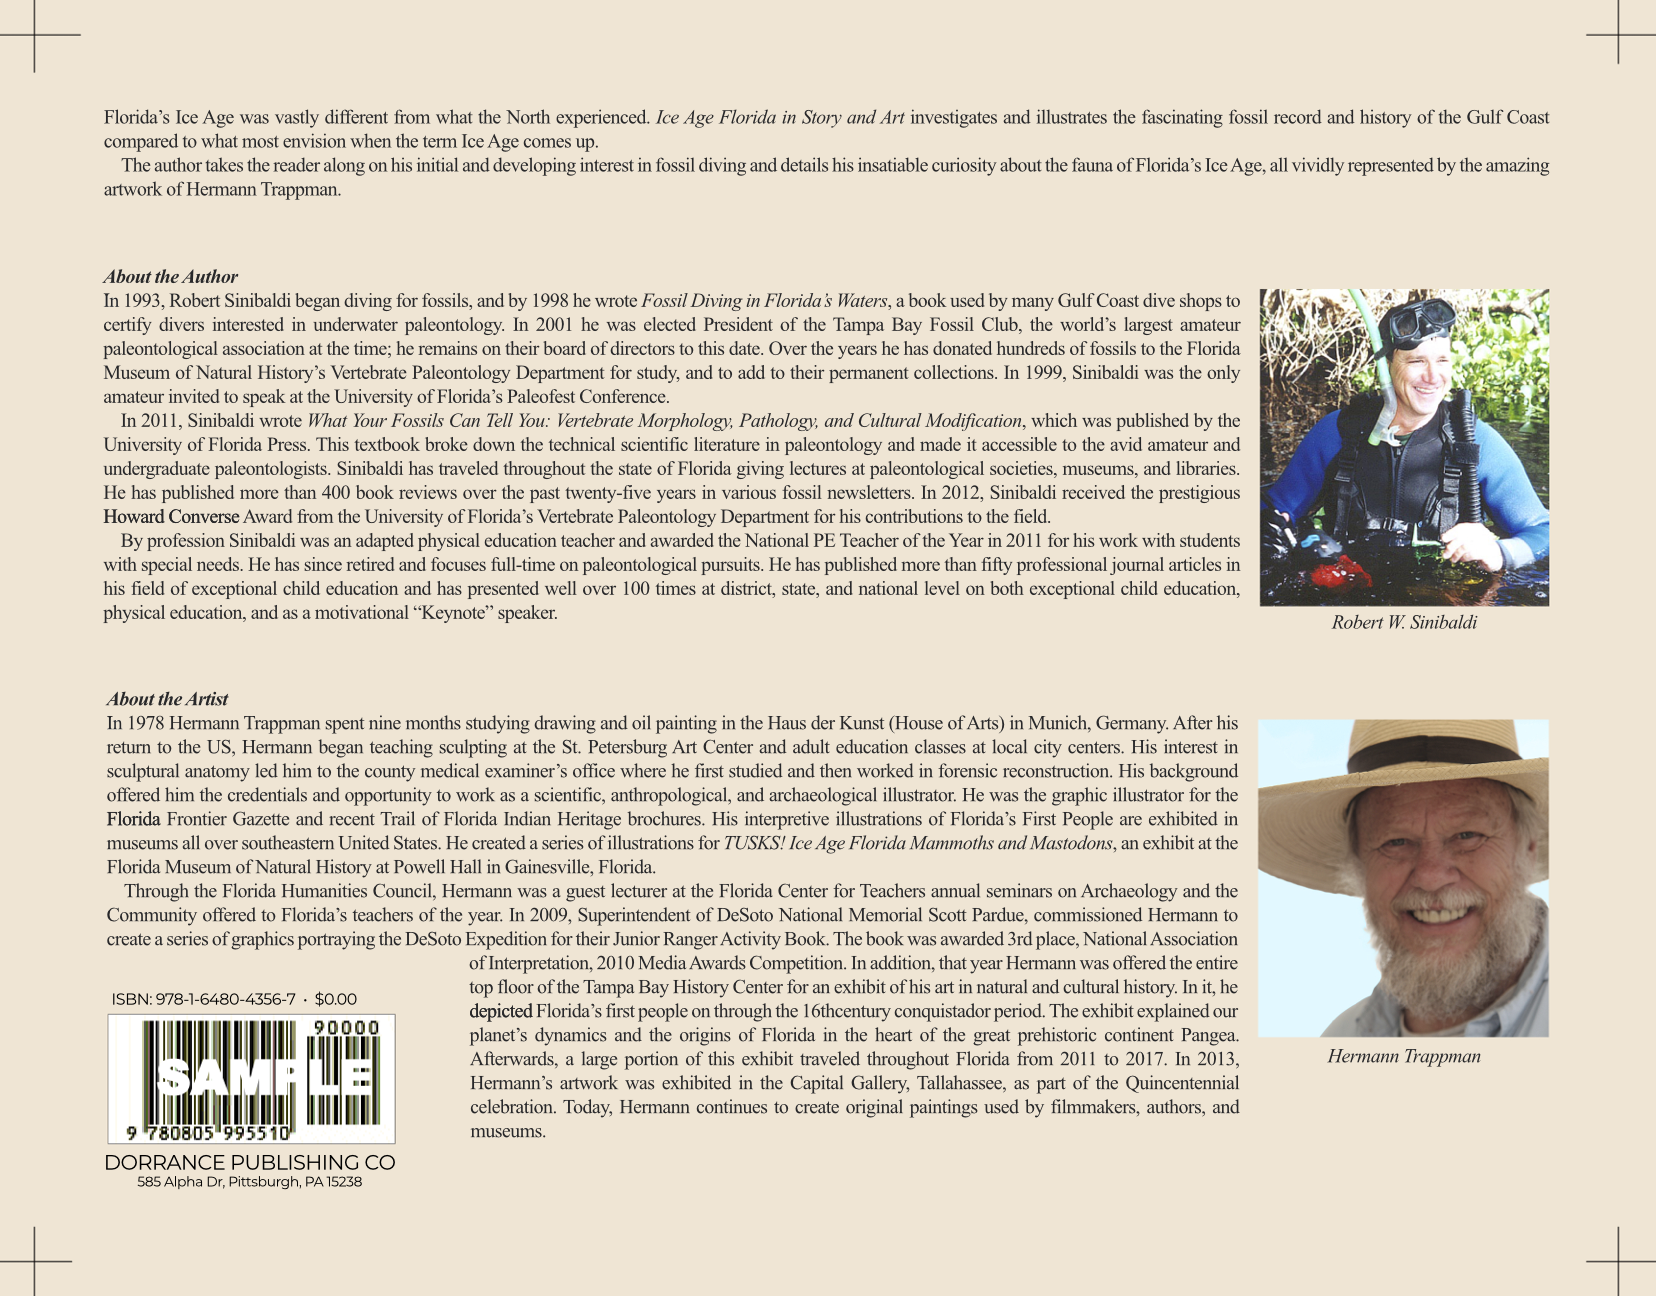 Florida’s Ice Age was vastly different from what the North experienced. Ice Age Florida in Story and Art investigates and illustrates the fascinating fossil record and history of the Gulf Coast
compared to what most envision when the term Ice Age comes up.
The author takes the reader along on his initial and developing interest in fossil diving and details his insatiable curiosity about the fauna of Florida’s Ice Age, all vividly represented by the amazing
artwork of Hermann Trappman.
About the Author
In 1993, Robert Sinibaldi began diving for fossils, and by 1998 he wrote Fossil Diving in Florida’s Waters, a book used by many Gulf Coast dive shops to
certify divers interested in underwater paleontology. In 2001 he was elected President of the Tampa Bay Fossil Club, the world’s largest amateur
paleontological association at the time; he remains on their board of directors to this date. Over the years he has donated hundreds of fossils to the Florida
Museum of Natural History’s Vertebrate Paleontology Department for study, and to add to their permanent collections. In 1999, Sinibaldi was the only
amateur invited to speak at the University of Florida’s Paleofest Conference.
In 2011, Sinibaldi wrote What Your Fossils Can Tell You: Vertebrate Morphology, Pathology, and Cultural Modification, which was published by the
University of Florida Press. This textbook broke down the technical scientific literature in paleontology and made it accessible to the avid amateur and
undergraduate paleontologists. Sinibaldi has traveled throughout the state of Florida giving lectures at paleontological societies, museums, and libraries.
He has published more than 400 book reviews over the past twenty-five years in various fossil newsletters. In 2012, Sinibaldi received the prestigious
Howard Converse Award from the University of Florida’s Vertebrate Paleontology Department for his contributions to the field.
By profession Sinibaldi was an adapted physical education teacher and awarded the National PE Teacher of the Year in 2011 for his work with students
with special needs. He has since retired and focuses full-time on paleontological pursuits. He has published more than fifty professional journal articles in
his field of exceptional child education and has presented well over 100 times at district, state, and national level on both exceptional child education,
physical education, and as a motivational “Keynote” speaker.
Robert W. Sinibaldi
About the Artist
In 1978 Hermann Trappman spent nine months studying drawing and oil painting in the Haus der Kunst (House of Arts) in Munich, Germany. After his
return to the US, Hermann began teaching sculpting at the St. Petersburg Art Center and adult education classes at local city centers. His interest in
sculptural anatomy led him to the county medical examiner’s office where he first studied and then worked in forensic reconstruction. His background
offered him the credentials and opportunity to work as a scientific, anthropological, and archaeological illustrator. He was the graphic illustrator for the
Florida Frontier Gazette and recent Trail of Florida Indian Heritage brochures. His interpretive illustrations of Florida’s First People are exhibited in
museums all over southeastern United States. He created a series of illustrations for TUSKS! Ice Age Florida Mammoths and Mastodons, an exhibit at the
Florida Museum of Natural History at Powell Hall in Gainesville, Florida.
Through the Florida Humanities Council, Hermann was a guest lecturer at the Florida Center for Teachers annual seminars on Archaeology and the
Community offered to Florida’s teachers of the year. In 2009, Superintendent of DeSoto National Memorial Scott Pardue, commissioned Hermann to
create a series of graphics portraying the DeSoto Expedition for their Junior Ranger Activity Book. The book was awarded 3rd place, National Association
of Interpretation, 2010 Media Awards Competition. In addition, that year Hermann was offered the entire
top floor of the Tampa Bay History Center for an exhibit of his art in natural and cultural history. In it, he
depicted Florida’s first people on through the 16thcentury conquistador period. The exhibit explained our
planet’s dynamics and the origins of Florida in the heart of the great prehistoric continent Pangea.
Afterwards, a large portion of this exhibit traveled throughout Florida from 2011 to 2017. In 2013,
Hermann’s artwork was exhibited in the Capital Gallery, Tallahassee, as part of the Quincentennial
celebration. Today, Hermann continues to create original paintings used by filmmakers, authors, and
museums.
Hermann Trappman
ISBN: 978-1-6480-4356-7 • $0.00
90000
SAMPLE
9 780805 995510
DORRANCE PUBLISHING CO
585 Alpha Dr, Pittsburgh, PA 15238